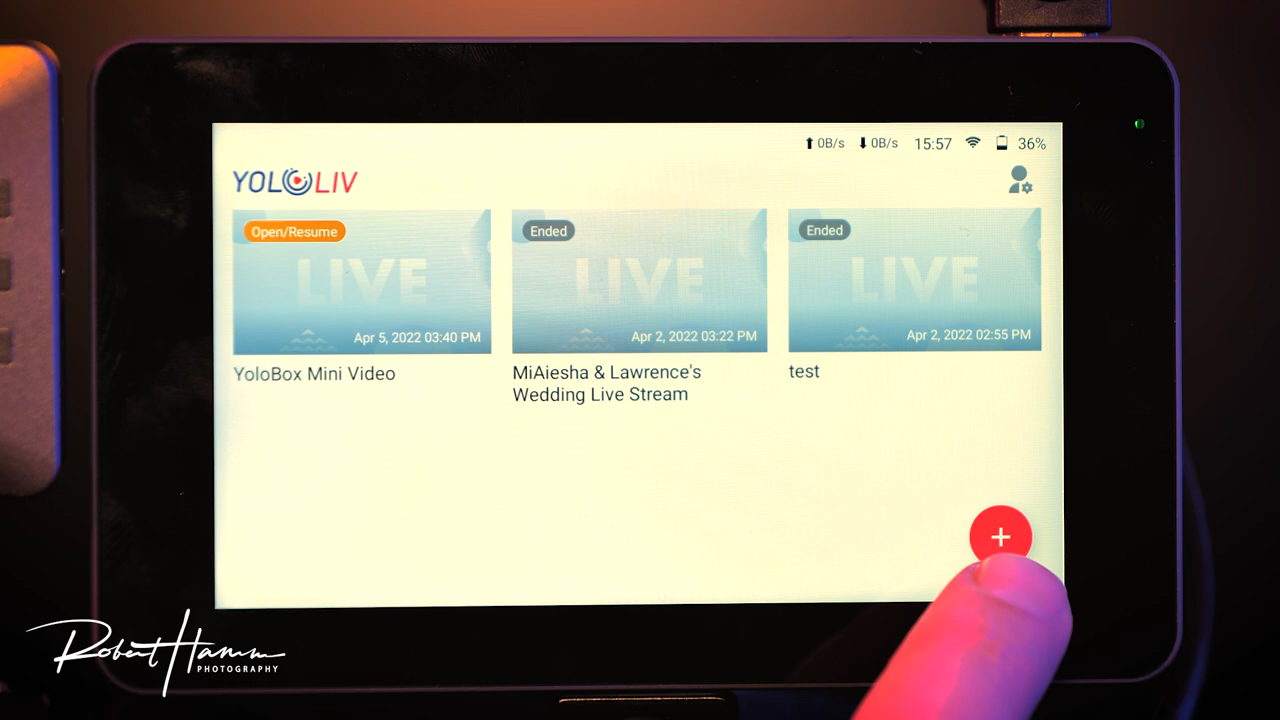 0B/s 0B/s 15:57 36%
YOLOLIV
Open/Resume
LIVE
Apr 5, 2022 03:40 PM
YoloBox Mini Video
Ended
LIVE
Apr 2, 2022 03:22 PM
MiAiesha & Lawrence's
Wedding Live Stream
Ended
LIVE
Apr 2, 2022 02:55 PM
test
+
Robert Hamm
PHOTOGRAPHY